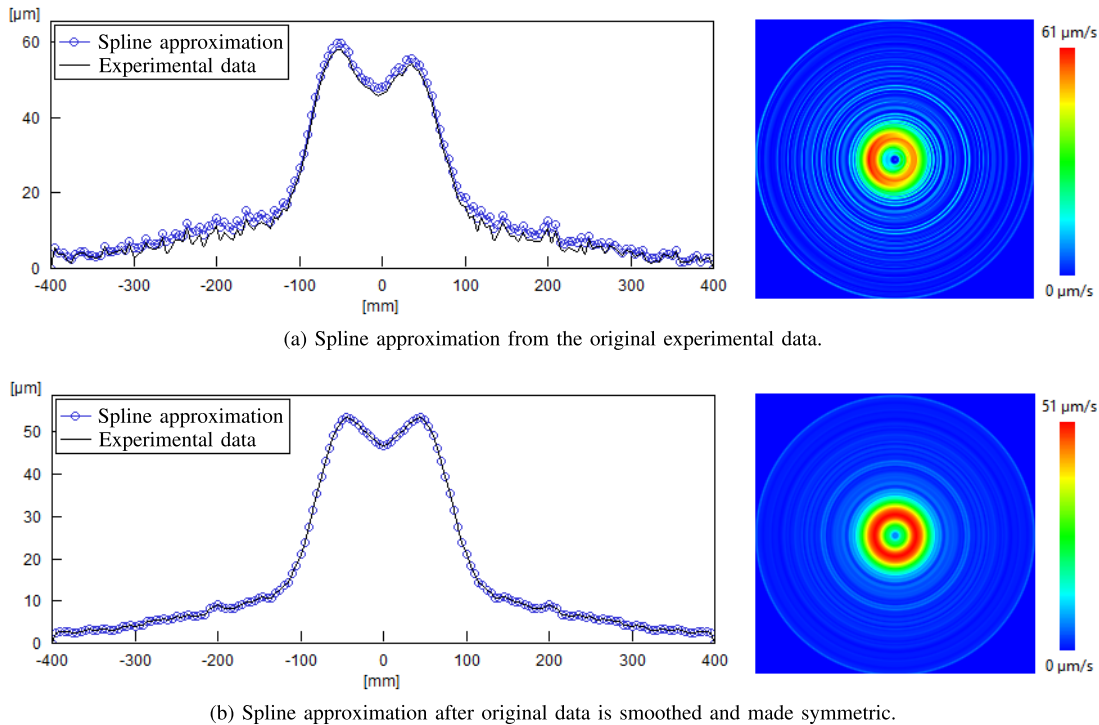 [µm]
60
40
20
0
Spline approximation
Experimental data
-400 -300 -200 -100 0 100 200 300 400
[mm]
61 µm/s
0 µm/s
(a) Spline approximation from the original experimental data.
[µm]
50
40
30
20
10
0
Spline approximation
Experimental data
-400 -300 -200 -100 0 100 200 300 400
[mm]
51 µm/s
0 µm/s
(b) Spline approximation after original data is smoothed and made symmetric.